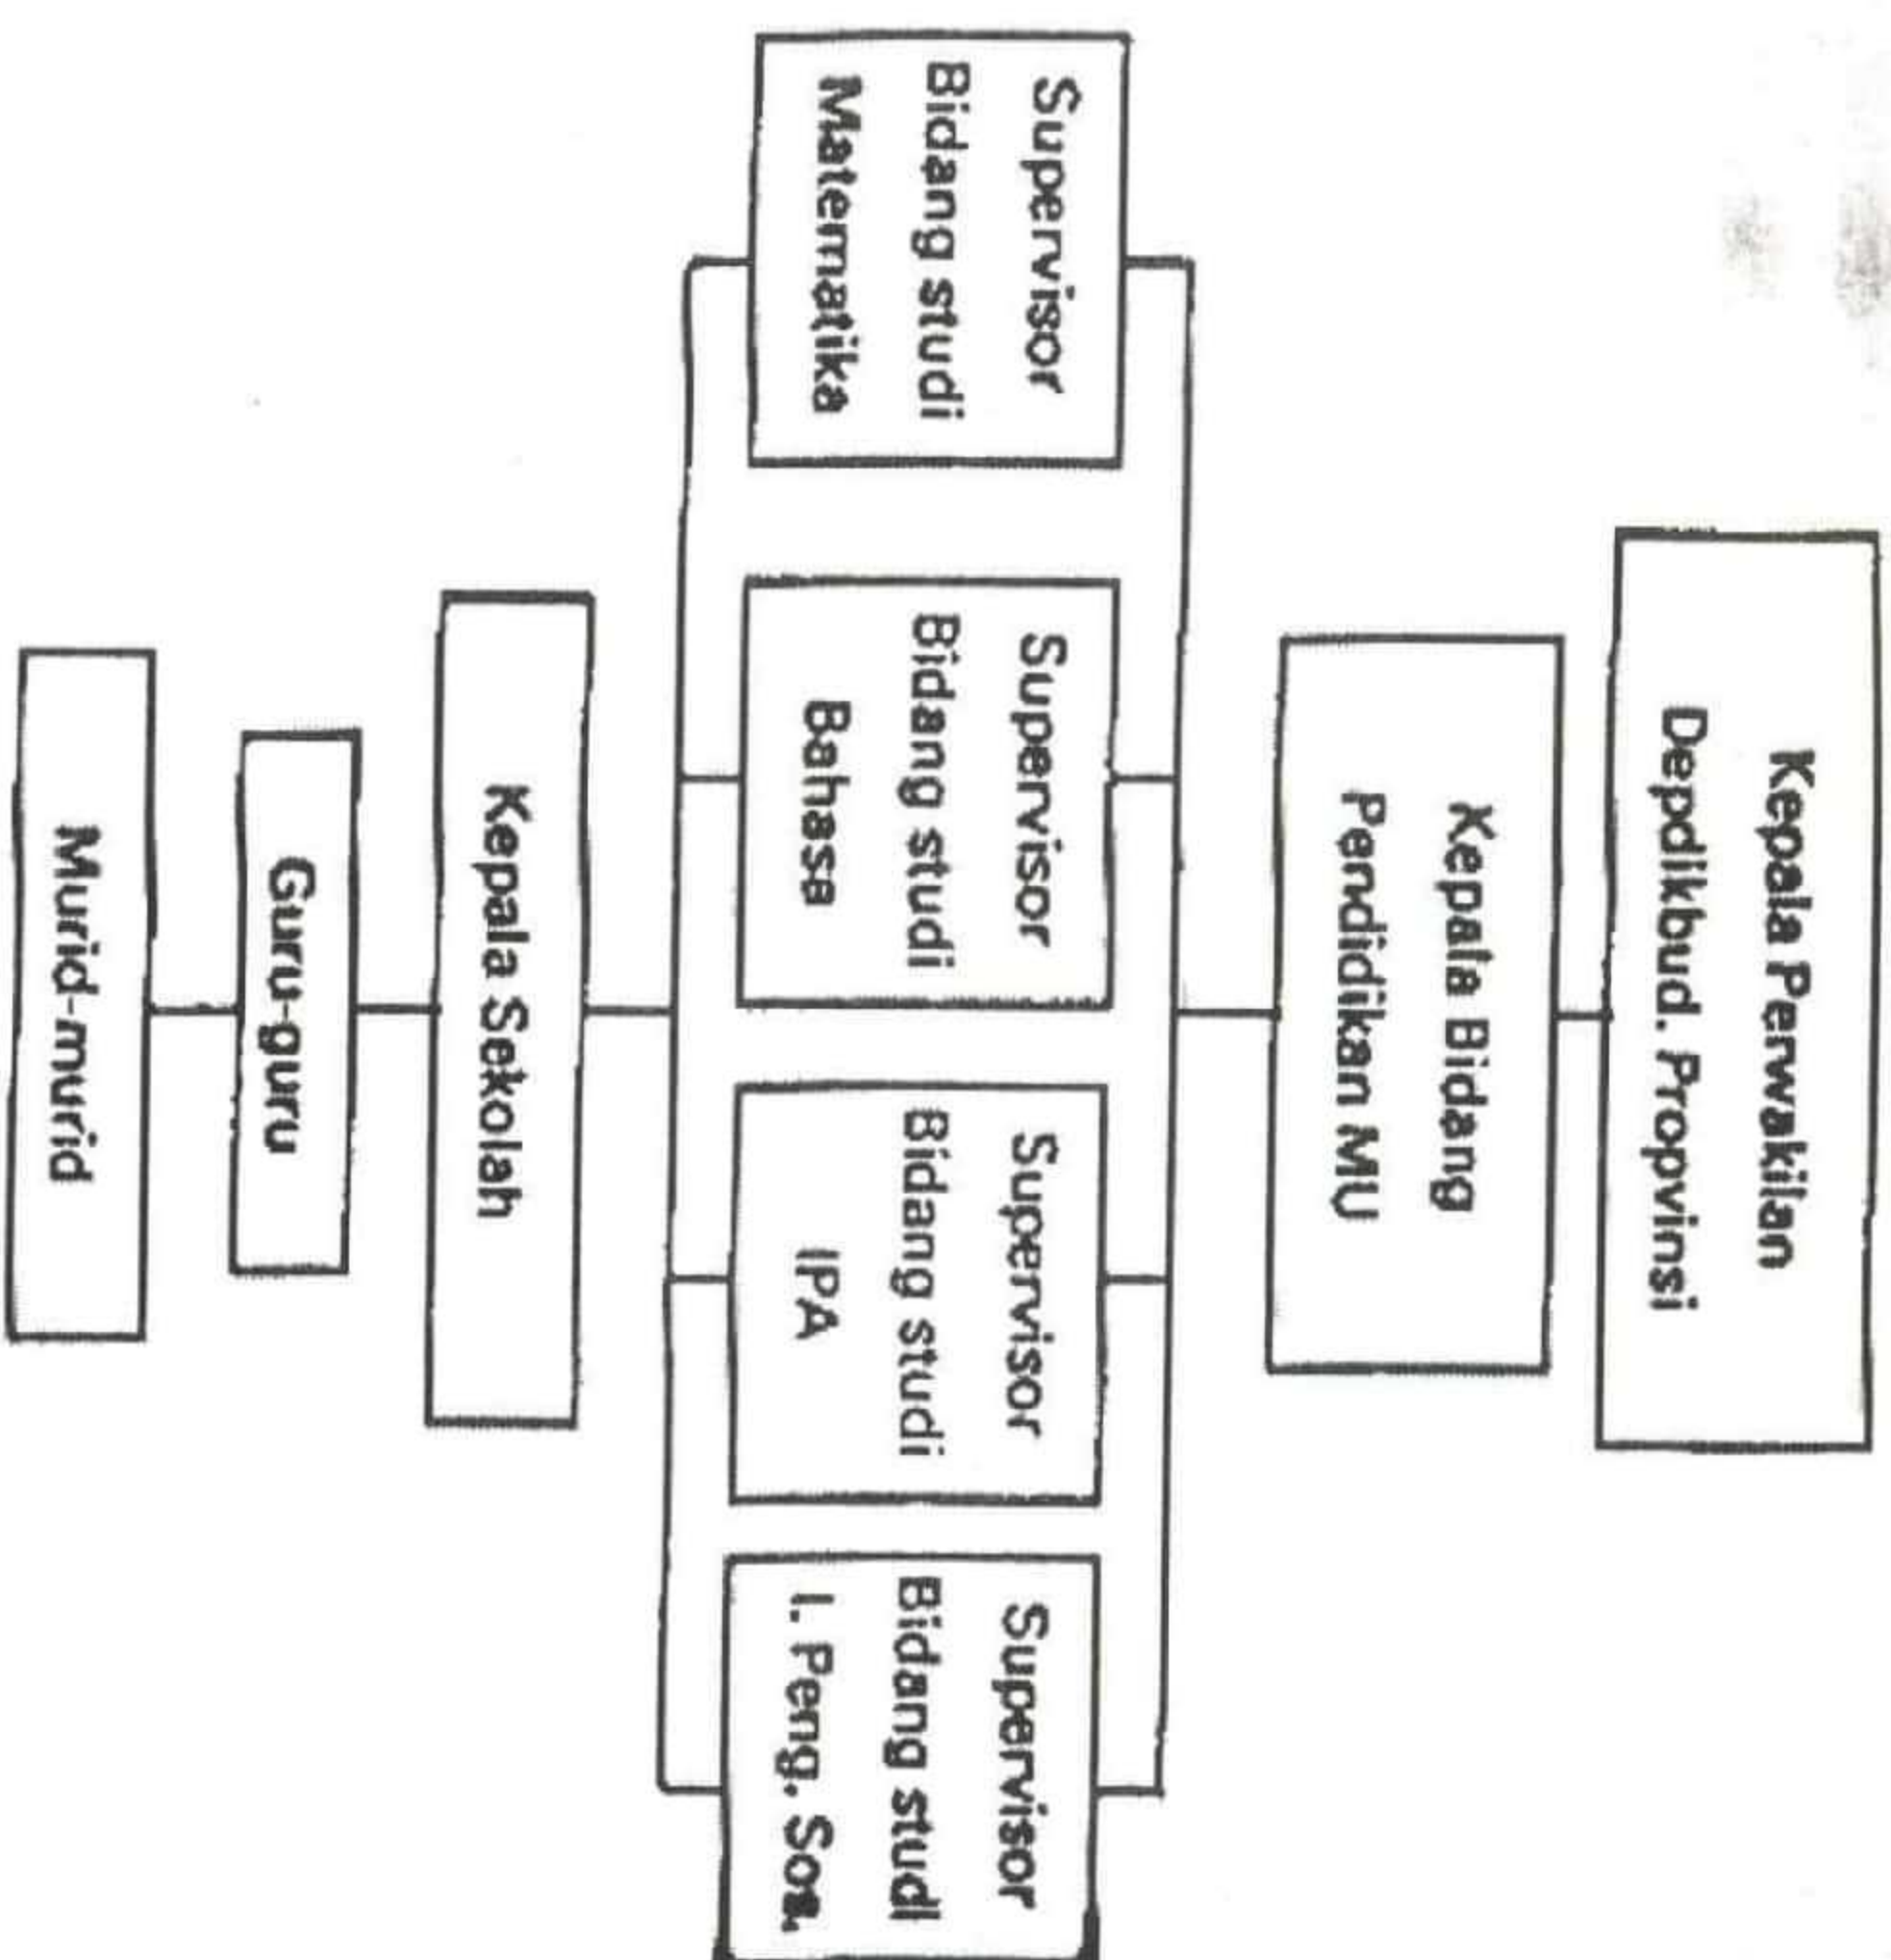 Kepala Perwakilan
Depdikbud. Propvinsi
Kepala Bidang
Pendidikan MU
Supervisor
Bidang studi
Matematika
Supervisor
Bidang studi
Bahasa
Supervisor
Bidang studi
IPA
Supervisor
Bidang studi
I. Peng. Sos.
Kepala Sekolah
Guru-guru
Murid-murid